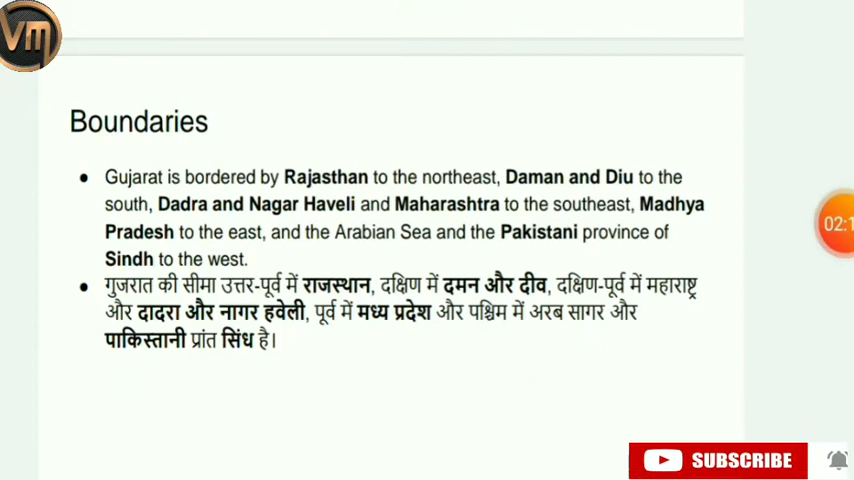 VM
Boundaries
● Gujarat is bordered by Rajasthan to the northeast, Daman and Diu to the
south, Dadra and Nagar Haveli and Maharashtra to the southeast, Madhya
Pradesh to the east, and the Arabian Sea and the Pakistani province of
Sindh to the west.
● गुजरात की सीमा उत्तर-पूर्व में राजस्थान, दक्षिण में दमन और दीव, दक्षिण-पूर्व में महाराष्ट्र
और दादरा और नागर हवेली, पूर्व में मध्य प्रदेश और पश्चिम में अरब सागर और
पाकिस्तानी प्रांत सिंध है।
SUBSCRIBE